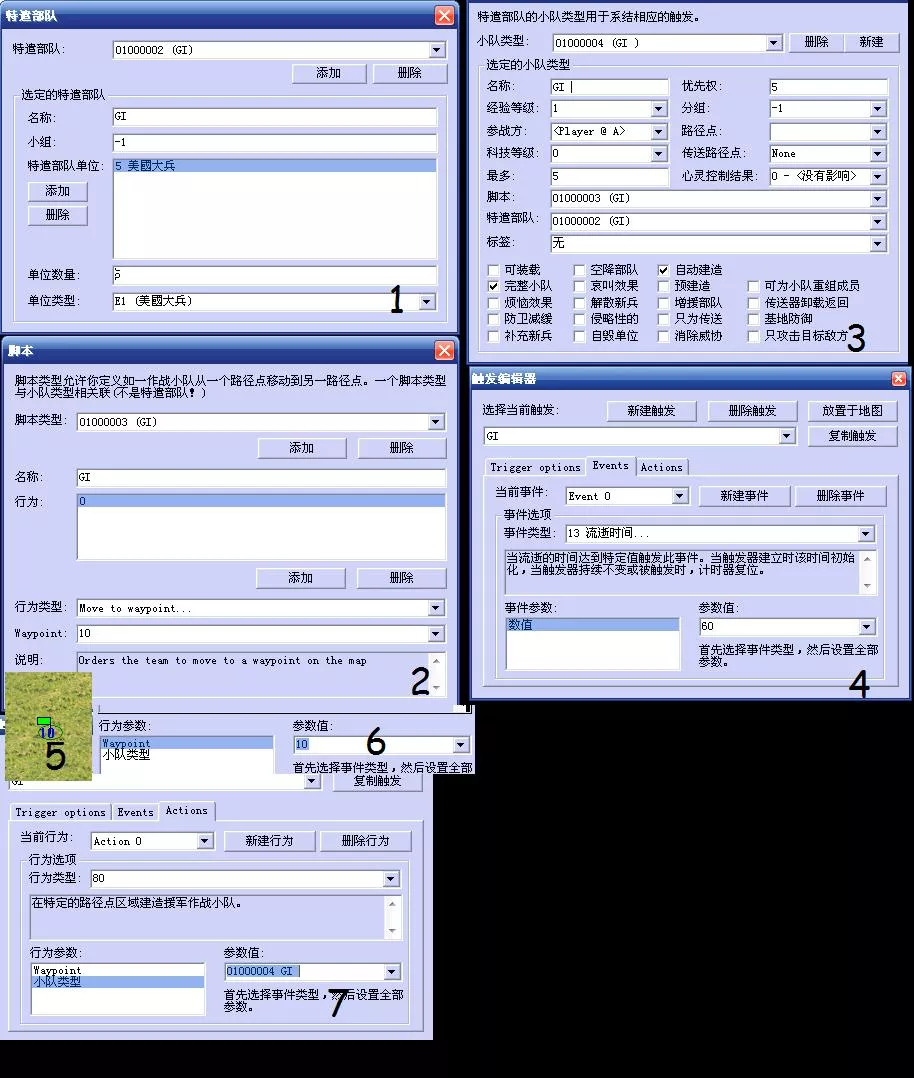 特遣部队
特遣部队:
01000002 (GI)
添加
删除
选定的特遣部队
名称:
GI
小组:
-1
特遣部队单位:
5 美國大兵
添加
删除
单位数量:
单位类型:
E1 (美國大兵)
1
脚本
脚本类型允许你定义如一作战小队从一个路径点移动到另一路径点。一个脚本类型
与小队类型相关联(不是特遣部队!)
脚本类型:
01000003 (GI)
添加
删除
名称:
GI
行为:
0
添加
删除
行为类型:
Move to waypoint...
Waypoint:
10
说明:
Orders the team to move to a waypoint on the map
2
特遣部队的小队类型用于系结相应的触发。
小队类型:
01000004 (GI )
删除
新建
选定的小队类型
名称:
GI
优先权:
5
经验等级:
1
分组:
-1
参战方:
<Player @ A>
路径点:
科技等级:
0
传送路径点:
None
最多:
5
心灵控制结果:
0 - <没有影响>
脚本:
01000003 (GI)
特遣部队:
01000002 (GI)
标签:
无
可装载
空降部队
自动建造
完整小队
哀叫效果
预建造
可为小队重组成员
烦恼效果
解散新兵
增援部队
传送器卸载返回
防卫减缓
侵略性的
只为传送
基地防御
补充新兵
自毁单位
消除威协
只攻击目标敌方
3
触发编辑器
选择当前触发:
新建触发
删除触发
放置于地图
GI
复制触发
Trigger options
Events
Actions
当前事件:
Event 0
新建事件
删除事件
事件选项
事件类型:
13 流逝时间...
当流逝的时间达到特定值触发此事件。当触发器建立时该时间初始
化，当触发器持续不变或被触发时，计时器复位。
事件参数:
数值
参数值:
60
首先选择事件类型，然后设置全部
参数。
4
10
5
行为参数:
Waypoint
小队类型
参数值:
10
首先选择事件类型，然后设置全部
6
GI
复制触发
Trigger options
Events
Actions
当前行为:
Action 0
新建行为
删除行为
行为选项
行为类型:
80
在特定的路径点区域建造援军作战小队。
行为参数:
Waypoint
小队类型
参数值:
01000004 GI
首先选择事件类型，然后设置全部
参数。
7